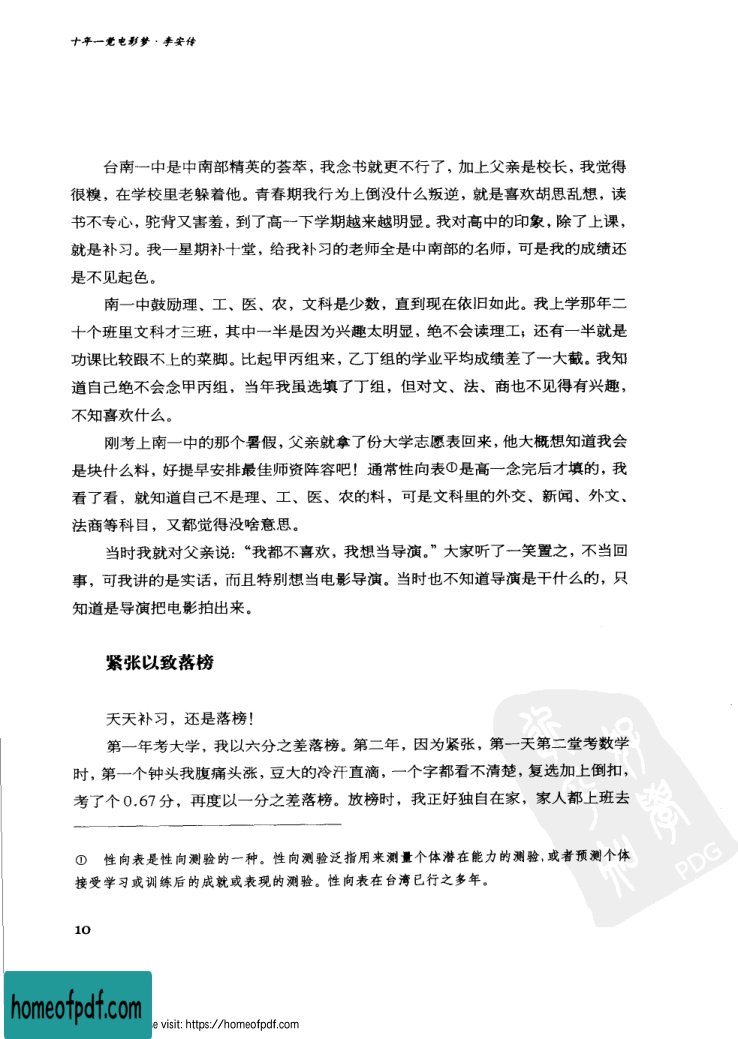 十年一觉电影梦·李安传
台南一中是中南部精英的荟萃，我念书就更不行了，加上父亲是校长，我觉得
很糗，在学校里老躲着他。青春期我行为上倒没什么叛逆，就是喜欢胡思乱想，读
书不专心，驼背又害羞，到了高一下学期越来越明显。我对高中的印象，除了上课，
就是补习。我一星期补十堂，给我补习的老师全是中南部的名师，可是我的成绩还
是不见起色。
南一中鼓励理、工、医、农，文科是少数，直到现在依旧如此。我上学那年二
十个班里文科才三班，其中一半是因为兴趣太明显，绝不会读理工；还有一半就是
功课比较跟不上的菜脚。比起甲丙组来，乙丁组的学业平均成绩差了一大截。我知
道自己绝不会念甲丙组，当年我虽选填了丁组，但对文、法、商也不见得有兴趣，
不知喜欢什么。
刚考上南一中的那个暑假，父亲就拿了份大学志愿表回来，他大概想知道我会
是块什么料，好提早安排最佳师资阵容吧！通常性向表①是高一念完后才填的，我
看了看，就知道自己不是理、工、医、农的料，可是文科里的外交、新闻、外文、
法商等科目，又都觉得没啥意思。
当时我就对父亲说：“我都不喜欢，我想当导演。”大家听了一笑置之，不当回
事，可我讲的是实话，而且特别想当电影导演。当时也不知道导演是干什么的，只
知道是导演把电影拍出来。
紧张以致落榜
天天补习，还是落榜！
第一年考大学，我以六分之差落榜。第二年，因为紧张，第一天第二堂考数学
时，第一个钟头我腹痛头涨，豆大的冷汗直滴，一个字都看不清楚，复选加上倒扣，
考了个0.67分，再度以一分之差落榜。放榜时，我正好独自在家，家人都上班去
① 性向表是性向测验的一种。性向测验泛指用来测量个体潜在能力的测验，或者预测个体
接受学习或训练后的成就或表现的测验。性向表在台湾已行之多年。
PDG
10
homeofpdf.com
e visit: https://homeofpdf.com